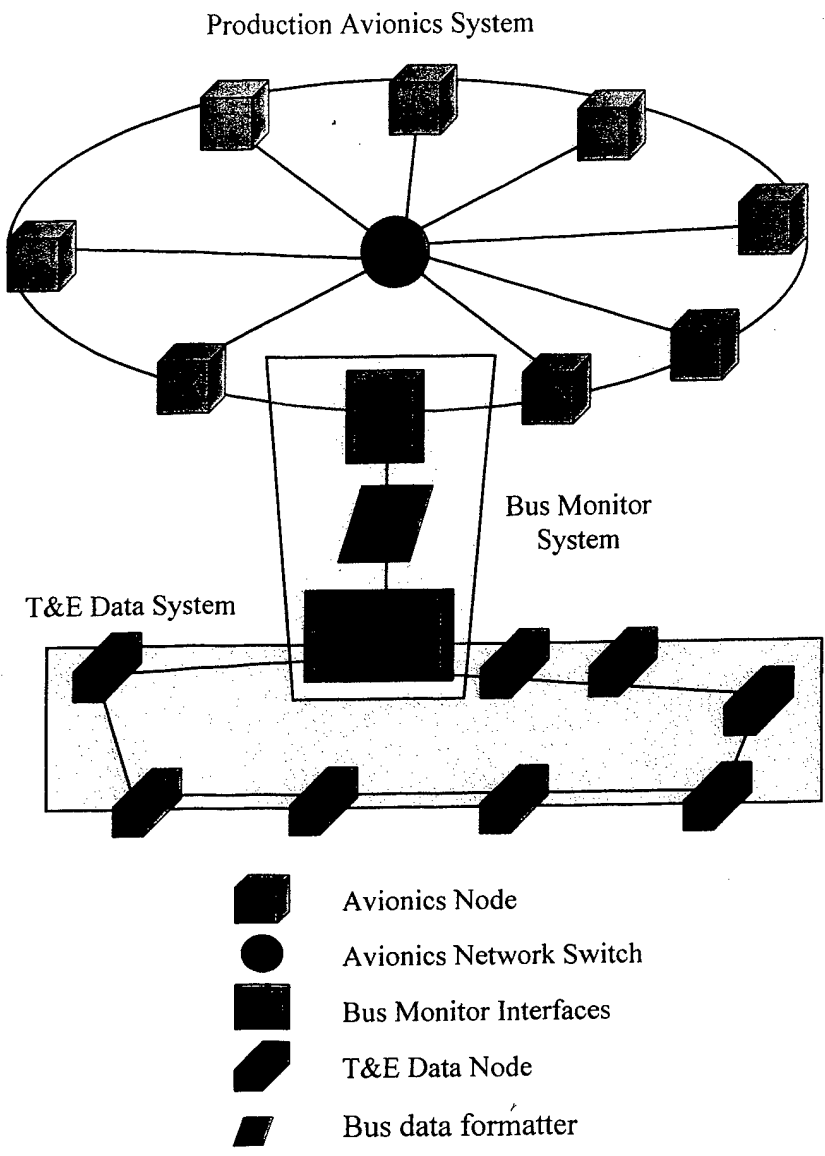 Production Avionics System
Bus Monitor
System
T&E Data System
Avionics Node
Avionics Network Switch
Bus Monitor Interfaces
T&E Data Node
Bus data formatter